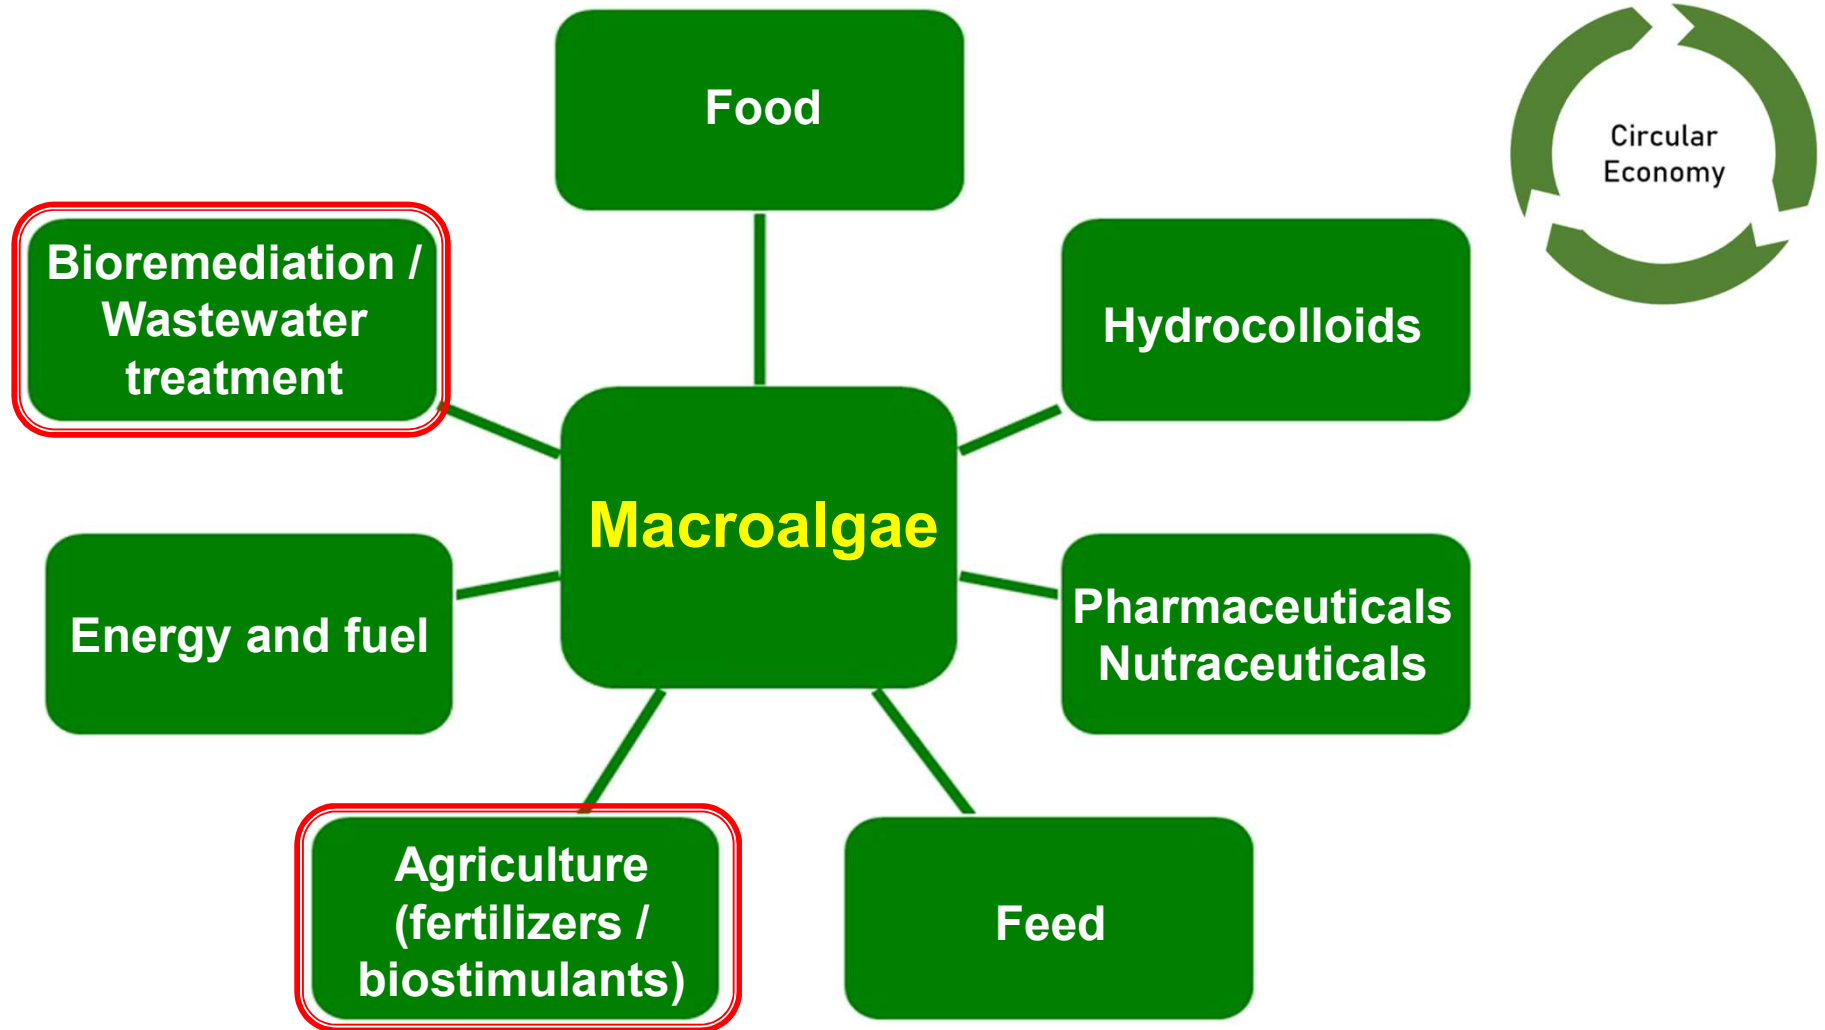 Food
Circular
Economy
Bioremediation /
Wastewater
treatment
Hydrocolloids
Macroalgae
Energy and fuel
Pharmaceuticals
Nutraceuticals
Agriculture
(fertilizers /
biostimulants)
Feed